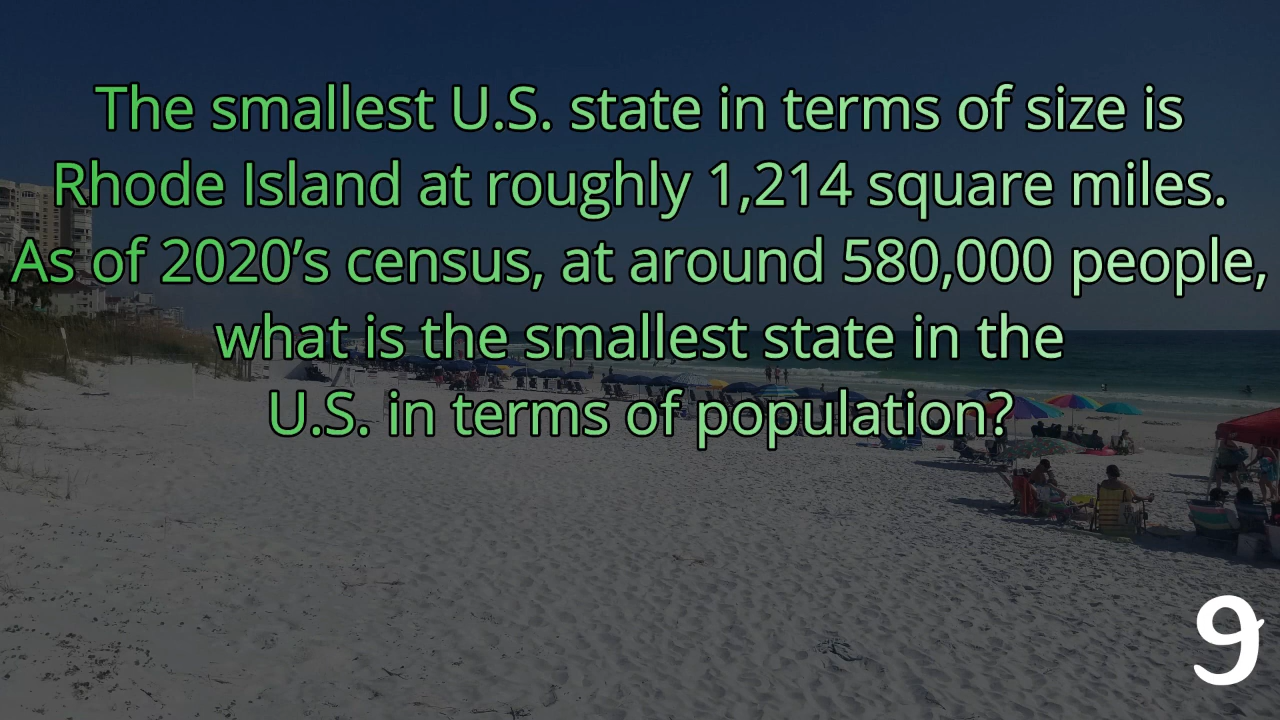 The smallest U.S. state in terms of size is
Rhode Island at roughly 1,214 square miles.
As of 2020’s census, at around 580,000 people,
what is the smallest state in the
U.S. in terms of population?
9